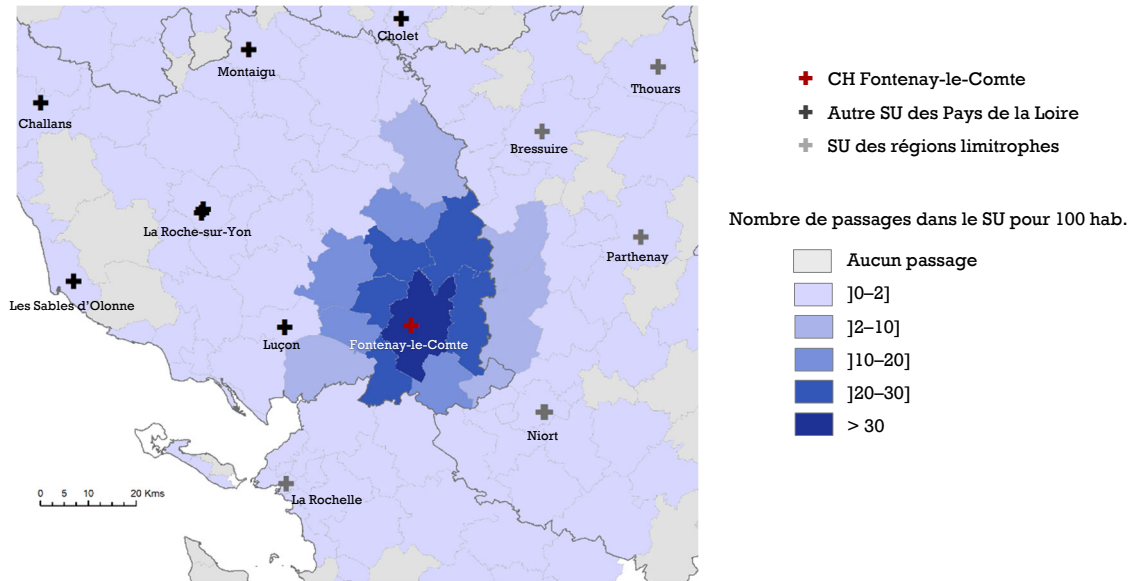 Cholet
Montaigu
Thouars
Challans
Bressuire
La Roche-sur-Yon
Parthenay
Les Sables d'Olonne
Luçon
Fontenay-le-Comte
Niort
La Rochelle
0 5 10 20 Kms
CH Fontenay-le-Comte
Autre SU des Pays de la Loire
SU des régions limitrophes
Nombre de passages dans le SU pour 100 hab.
Aucun passage
]0–2]
]2–10]
]10–20]
]20–30]
> 30